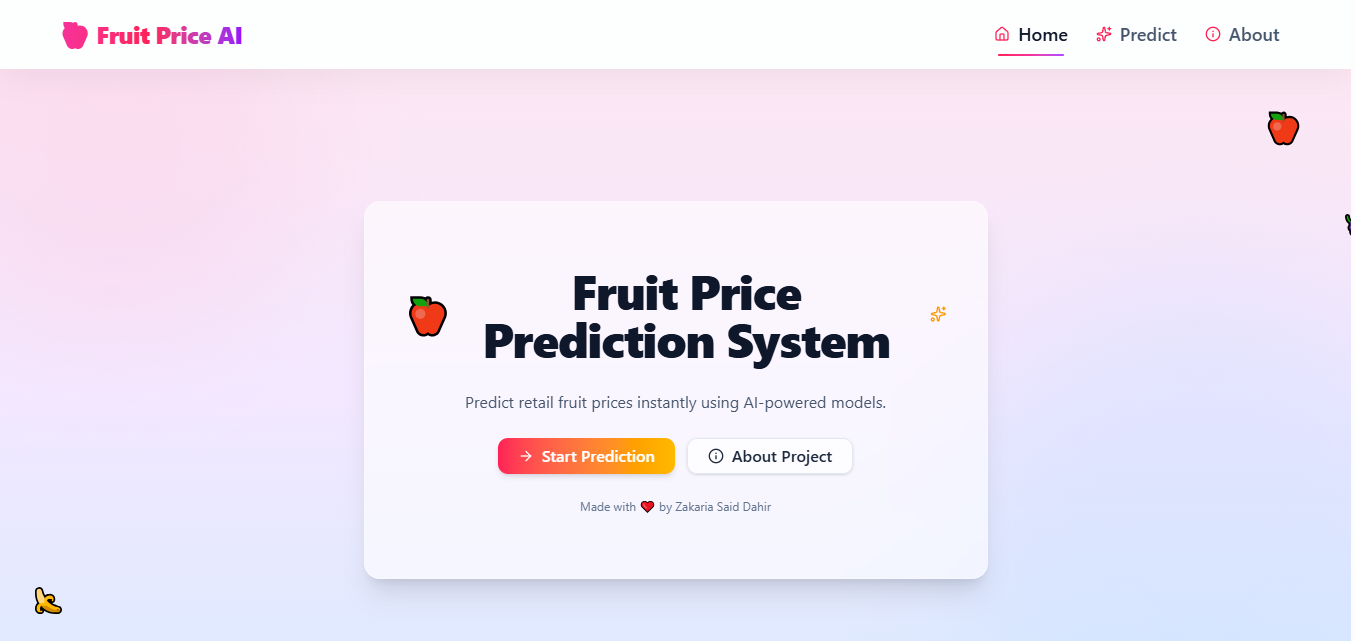 Fruit Price AI
Home
Predict
About
Fruit Price
Prediction System
Predict retail fruit prices instantly using AI-powered models.
Start Prediction
About Project
Made with ❤️ by Zakaria Said Dahir